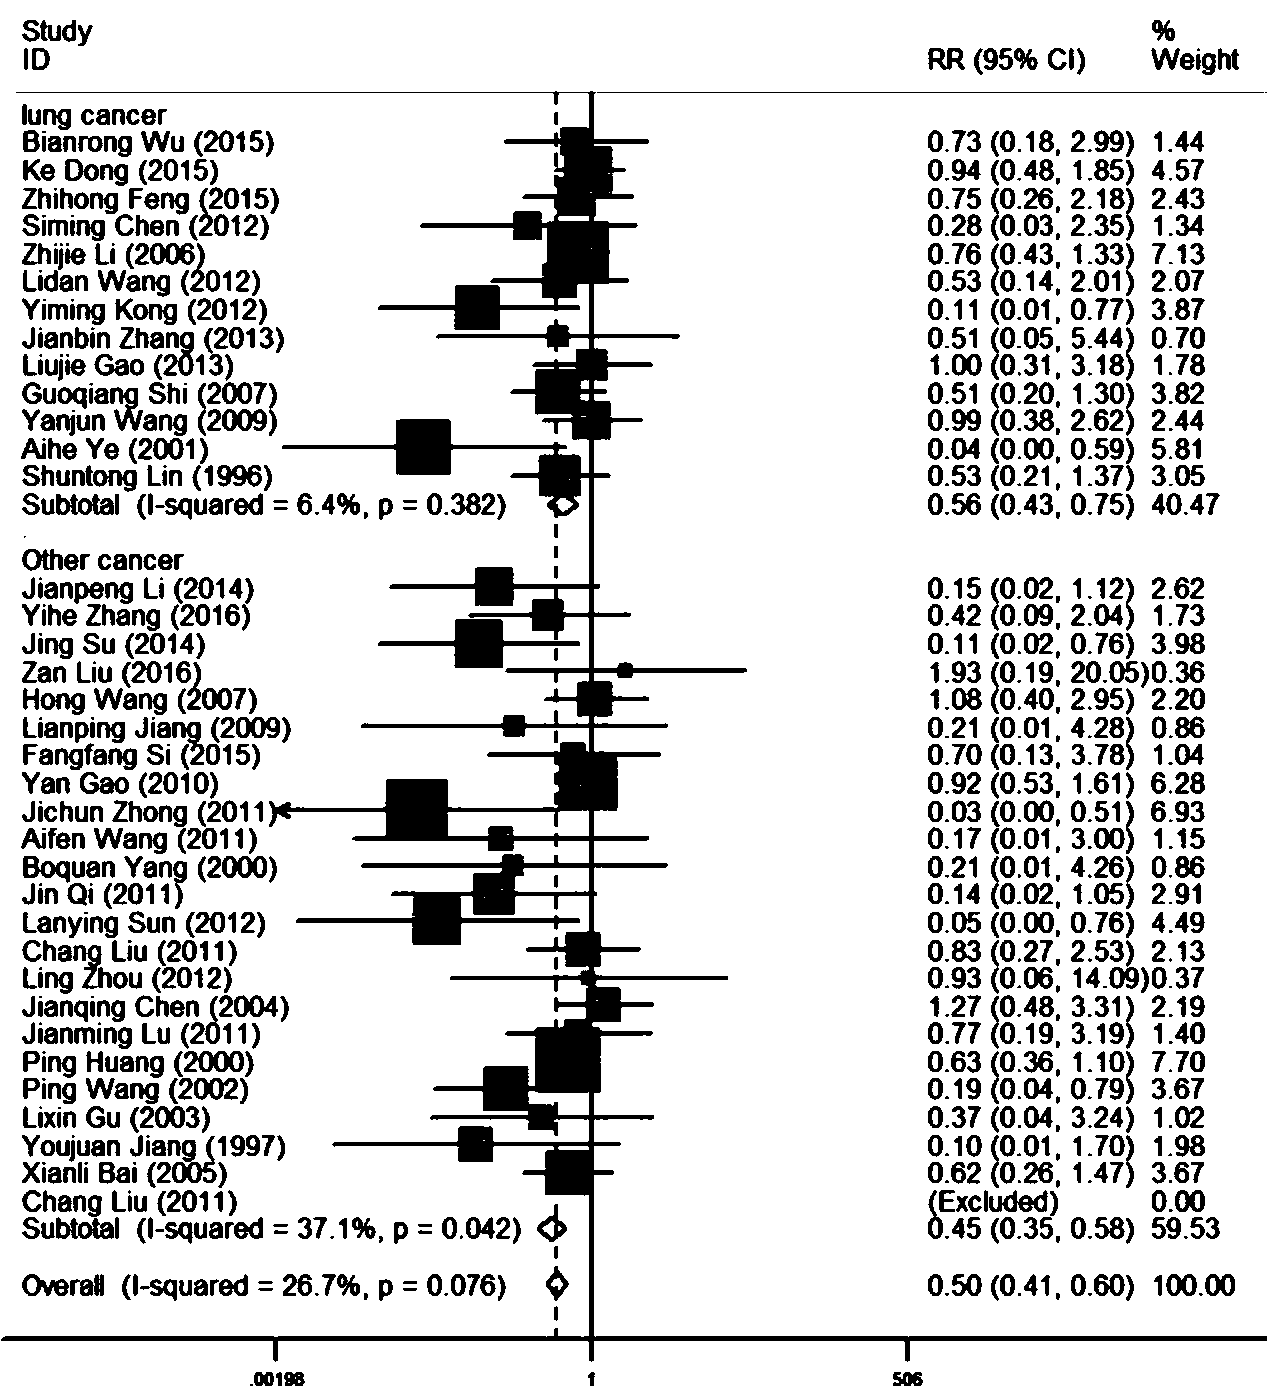 Study %
ID RR (95% CI) Weight
lung cancer
Bianrong Wu (2015) 0.73 (0.18, 2.99) 1.44
Ke Dong (2015) 0.94 (0.48, 1.85) 4.57
Zhihong Feng (2015) 0.75 (0.26, 2.18) 2.43
Siming Chen (2012) 0.28 (0.03, 2.35) 1.34
Zhijie Li (2006) 0.76 (0.43, 1.33) 7.13
Lidan Wang (2012) 0.53 (0.14, 2.01) 2.07
Yiming Kong (2012) 0.11 (0.01, 0.77) 3.87
Jianbin Zhang (2013) 0.51 (0.05, 5.44) 0.70
Liujie Gao (2013) 1.00 (0.31, 3.18) 1.78
Guoqiang Shi (2007) 0.51 (0.20, 1.30) 3.82
Yanjun Wang (2009) 0.99 (0.38, 2.62) 2.44
Aihe Ye (2001) 0.04 (0.00, 0.59) 5.81
Shuntong Lin (1996) 0.53 (0.21, 1.37) 3.05
Subtotal (I-squared = 6.4%, p = 0.382) 0.56 (0.43, 0.75) 40.47
.
Other cancer
Jianpeng Li (2014) 0.15 (0.02, 1.12) 2.62
Yihe Zhang (2016) 0.42 (0.09, 2.04) 1.73
Jing Su (2014) 0.11 (0.02, 0.76) 3.98
Zan Liu (2016) 1.93 (0.19, 20.05) 0.36
Hong Wang (2007) 1.08 (0.40, 2.95) 2.20
Lianping Jiang (2009) 0.21 (0.01, 4.28) 0.86
Fangfang Si (2015) 0.70 (0.13, 3.78) 1.04
Yan Gao (2010) 0.92 (0.53, 1.61) 6.28
Jichun Zhong (2011) 0.03 (0.00, 0.51) 6.93
Aifen Wang (2011) 0.17 (0.01, 3.00) 1.15
Boquan Yang (2000) 0.21 (0.01, 4.26) 0.86
Jin Qi (2011) 0.14 (0.02, 1.05) 2.91
Lanying Sun (2012) 0.05 (0.00, 0.76) 4.49
Chang Liu (2011) 0.83 (0.27, 2.53) 2.13
Ling Zhou (2012) 0.93 (0.06, 14.09) 0.37
Jianqing Chen (2004) 1.27 (0.48, 3.31) 2.19
Jianming Lu (2011) 0.77 (0.19, 3.19) 1.40
Ping Huang (2000) 0.63 (0.36, 1.10) 7.70
Ping Wang (2002) 0.19 (0.04, 0.79) 3.67
Lixin Gu (2003) 0.37 (0.04, 3.24) 1.02
Youjuan Jiang (1997) 0.10 (0.01, 1.70) 1.98
Xianli Bai (2005) 0.62 (0.26, 1.47) 3.67
Chang Liu (2011) (Excluded) 0.00
Subtotal (I-squared = 37.1%, p = 0.042) 0.45 (0.35, 0.58) 59.53
Overall (I-squared = 26.7%, p = 0.076) 0.50 (0.41, 0.60) 100.00
.00198 1 506